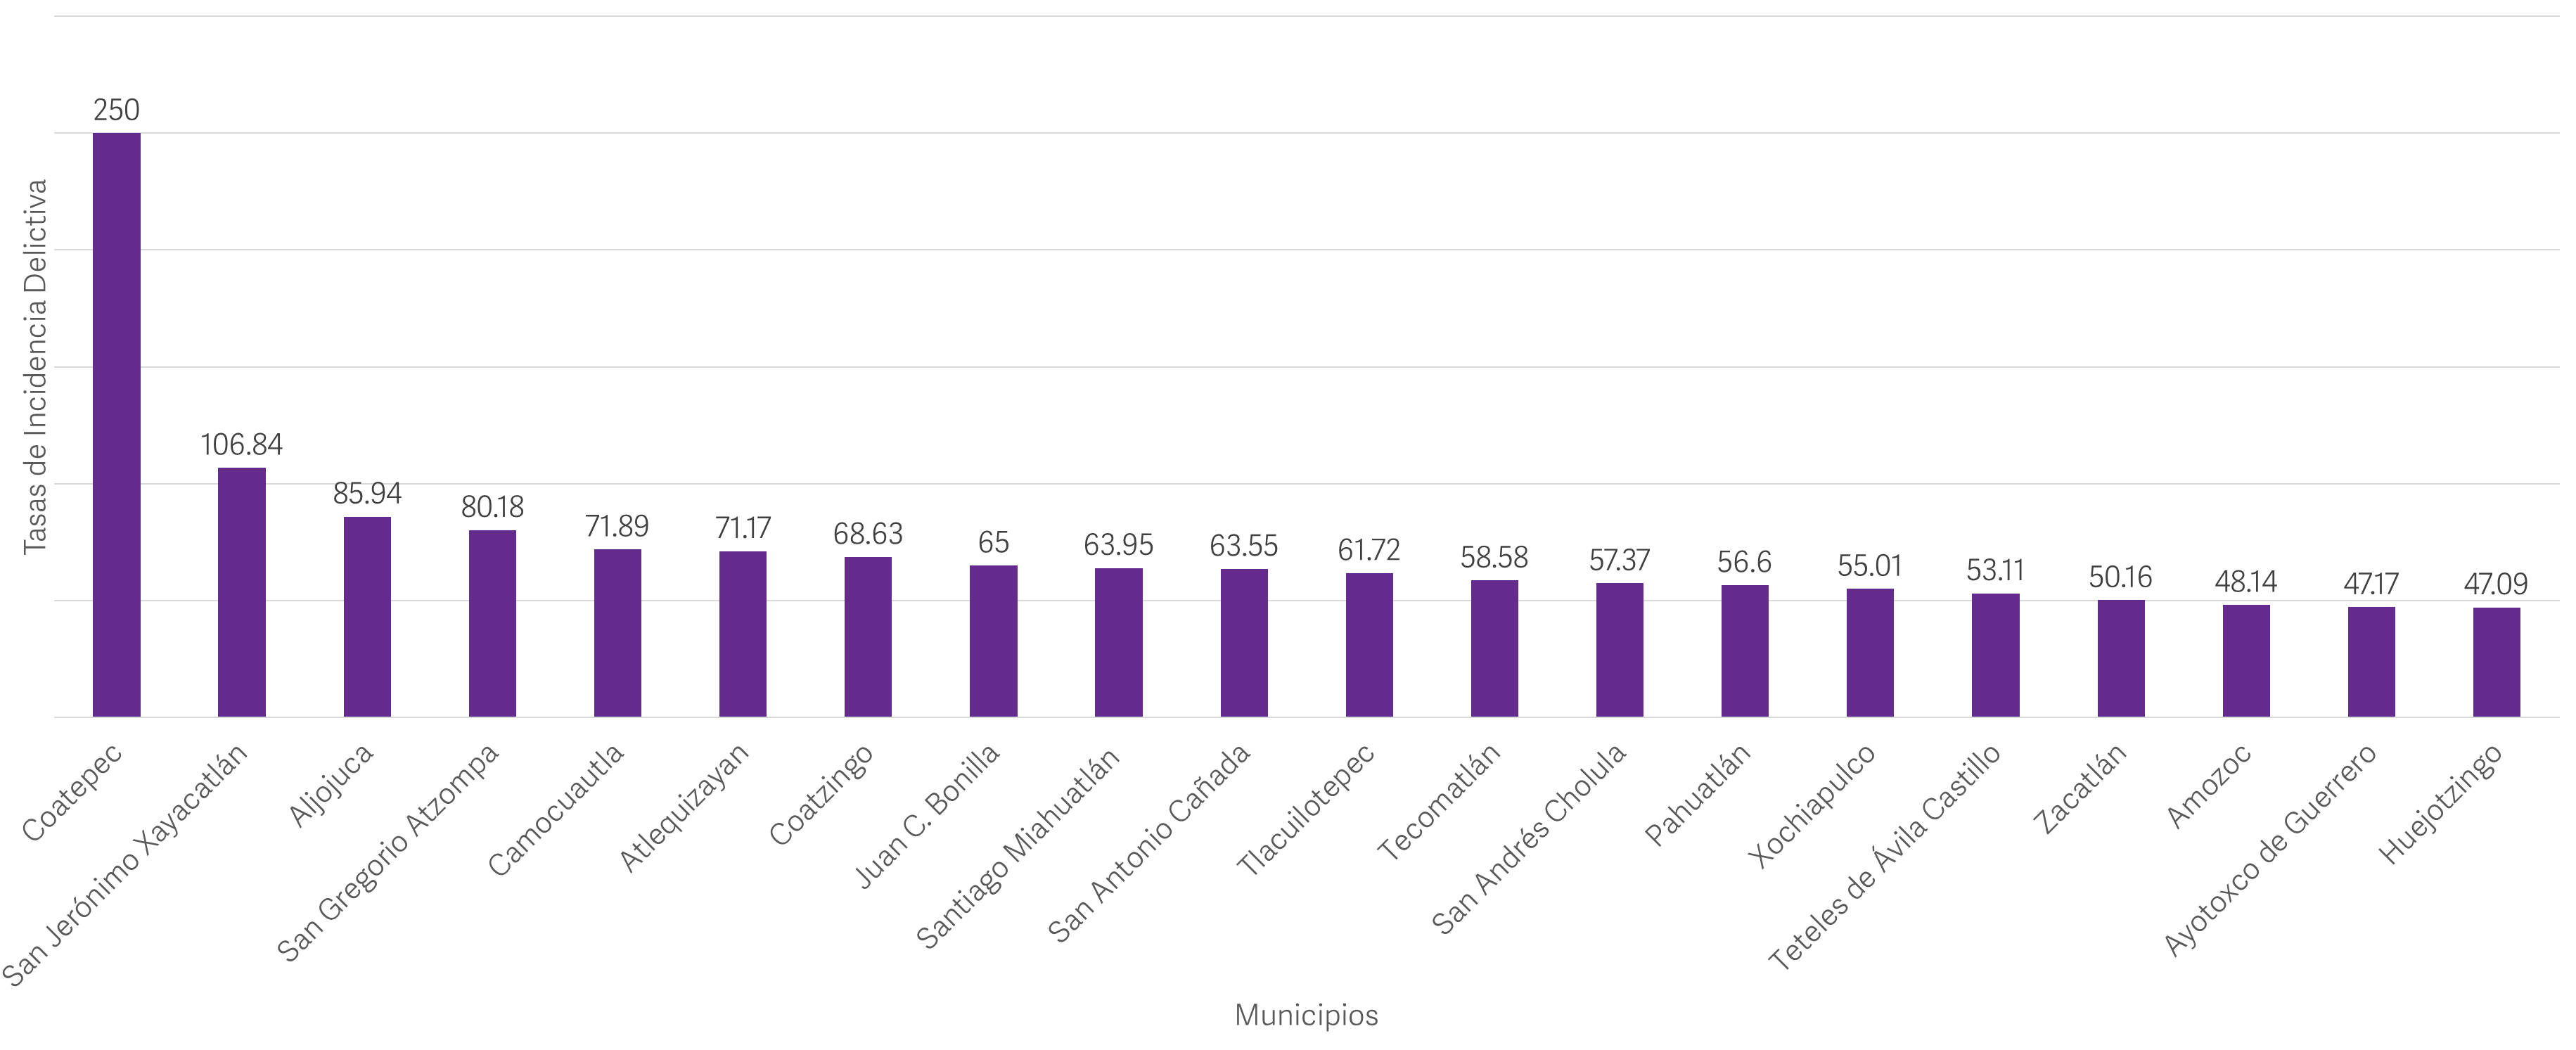 Tasas de Incidencia Delictiva
250
106.84
85.94
80.18
71.89
71.17
68.63
65
63.95
63.55
61.72
58.58
57.37
56.6
55.01
53.11
50.16
48.14
47.17
47.09
Coatepec
San Jerónimo Xayacatlán
Aljojuca
San Gregorio Atzompa
Camocuautla
Atlequizayan
Coatzingo
Juan C. Bonilla
Santiago Miahuatlán
San Antonio Cañada
Tlacuilotepec
Tecomatlán
San Andrés Cholula
Pahuatlán
Xochiapulco
Teteles de Ávila Castillo
Zacatlán
Amozoc
Ayotoxco de Guerrero
Huejotzingo
Municipios